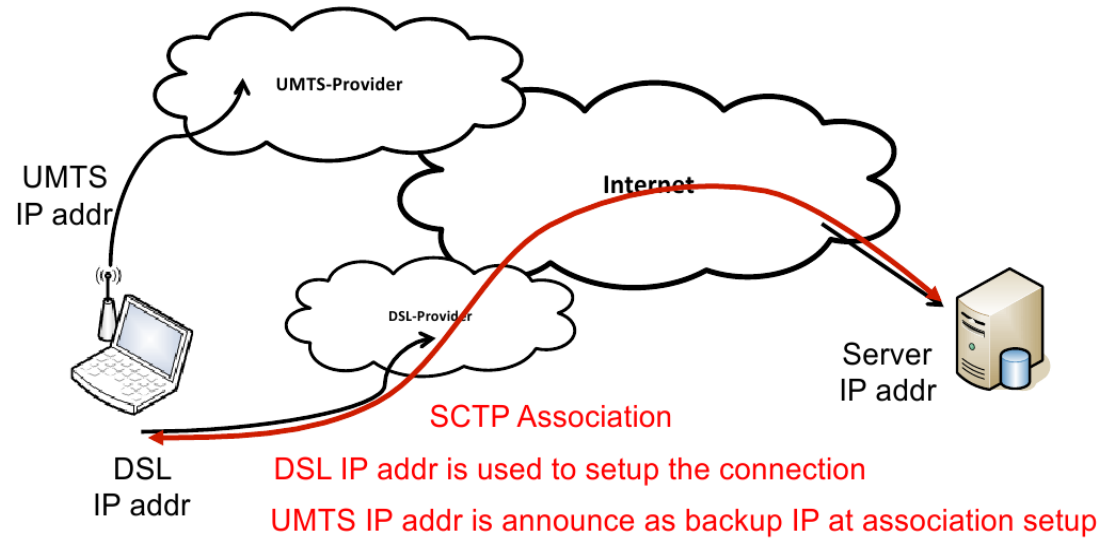 UMTS-Provider
Internet
UMTS
IP addr
DSL-Provider
Server
IP addr
SCTP Association
DSL
IP addr
DSL IP addr is used to setup the connection
UMTS IP addr is announce as backup IP at association setup